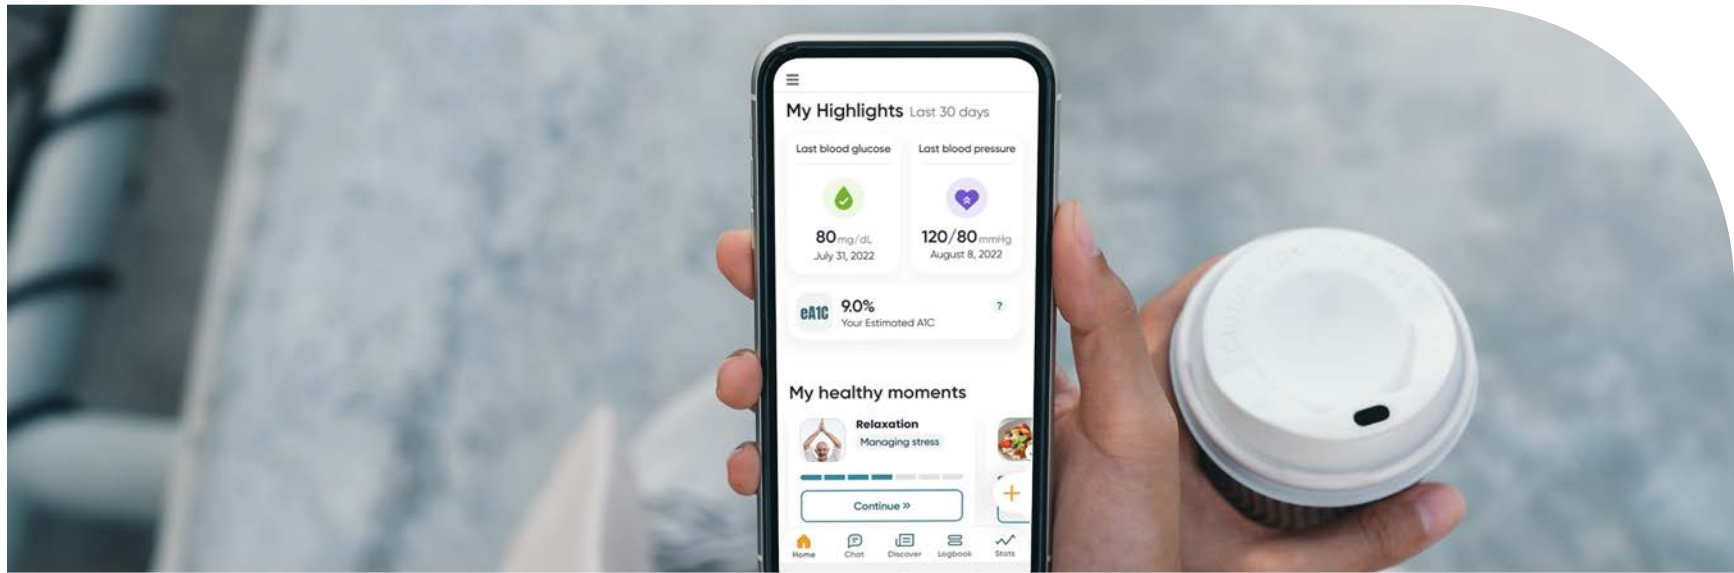 My Highlights Last 30 days
Last blood glucose
80 mg/dL
July 31, 2022
Last blood pressure
120/80 mmHg
August 8, 2022
eA1C
9.0%
Your Estimated A1C
?
My healthy moments
Relaxation
Managing stress
Continue »
+
Home
Chat
Discover
Logbook
Stats